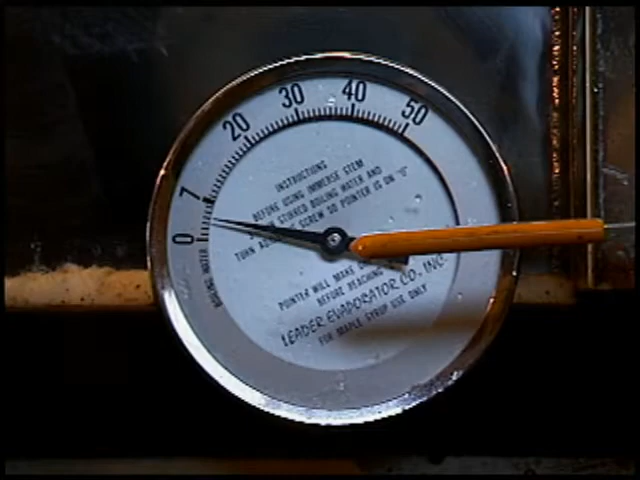 0 7 20 30 40 50
INSTRUCTIONS
BEFORE USING IMMERSE STEM
STIRRED BOILING WATER AND
TURN SCREW SO POINTER IS ON "0"
BOILING WATER
POINTER WILL MAKE
BEFORE REACHING
LEADER EVAPORATOR CO. INC.
FOR MAPLE SYRUP USE ONLY